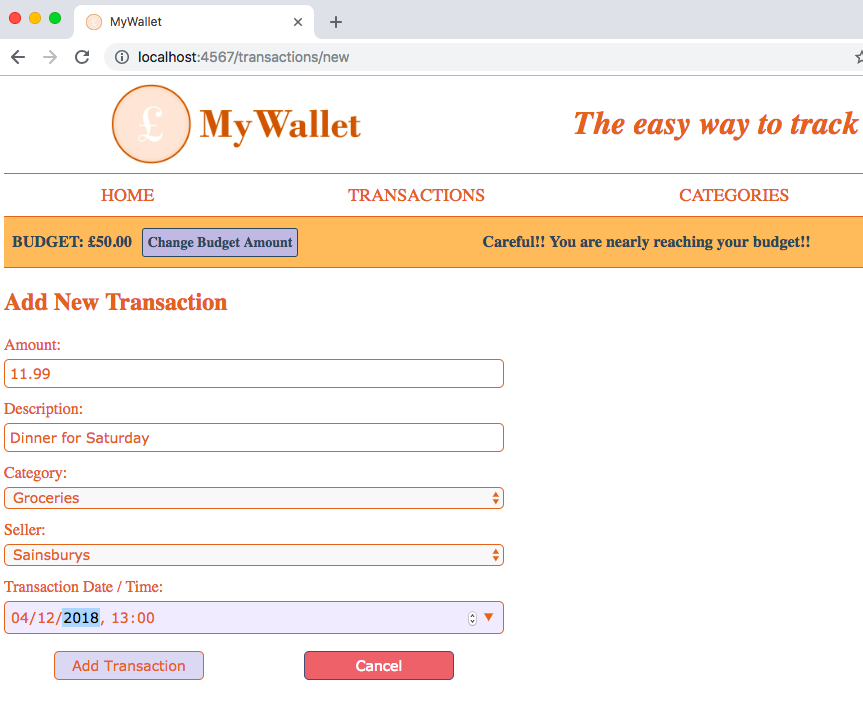 MyWallet
localhost:4567/transactions/new
£ MyWallet The easy way to track
HOME TRANSACTIONS CATEGORIES
BUDGET: £50.00 Change Budget Amount Careful!! You are nearly reaching your budget!!
Add New Transaction
Amount:
11.99
Description:
Dinner for Saturday
Category:
Groceries
Seller:
Sainsburys
Transaction Date / Time:
04/12/2018, 13:00
Add Transaction Cancel